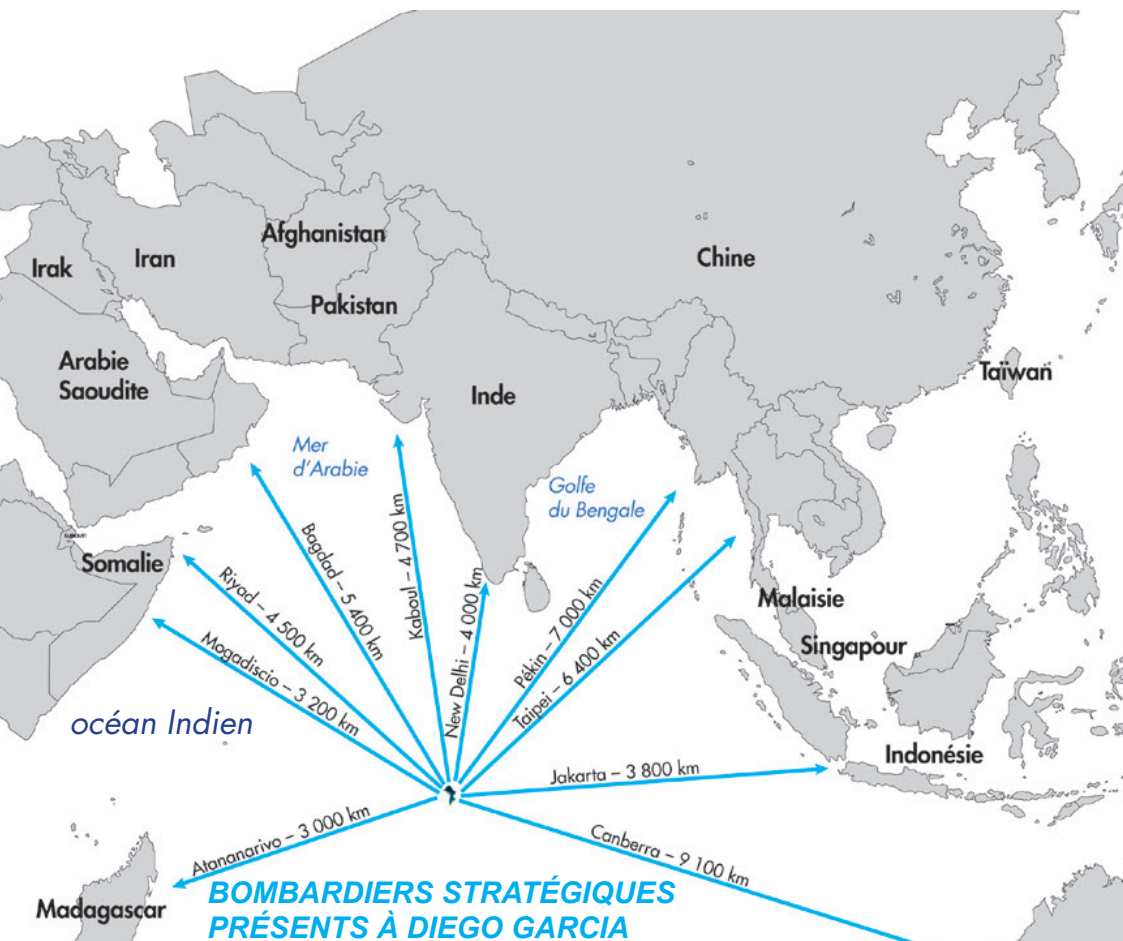 Afghanistan
Irak
Iran
Chine
Pakistan
Arabie
Saoudite
Taïwan
Inde
Mer
d'Arabie
Golfe
du Bengale
Somalie
Malaisie
Singapour
Indonésie
océan Indien
Mogadiscio – 3 200 km
Riyad – 4 500 km
Bagdad – 5 400 km
Kaboul – 4 700 km
New Delhi – 4 000 km
Pékin – 7 000 km
Taipei – 6 400 km
Jakarta – 3 800 km
Canberra – 9 100 km
Atananarivo – 3 000 km
Madagascar
BOMBARDIERS STRATÉGIQUES
PRÉSENTS À DIEGO GARCIA